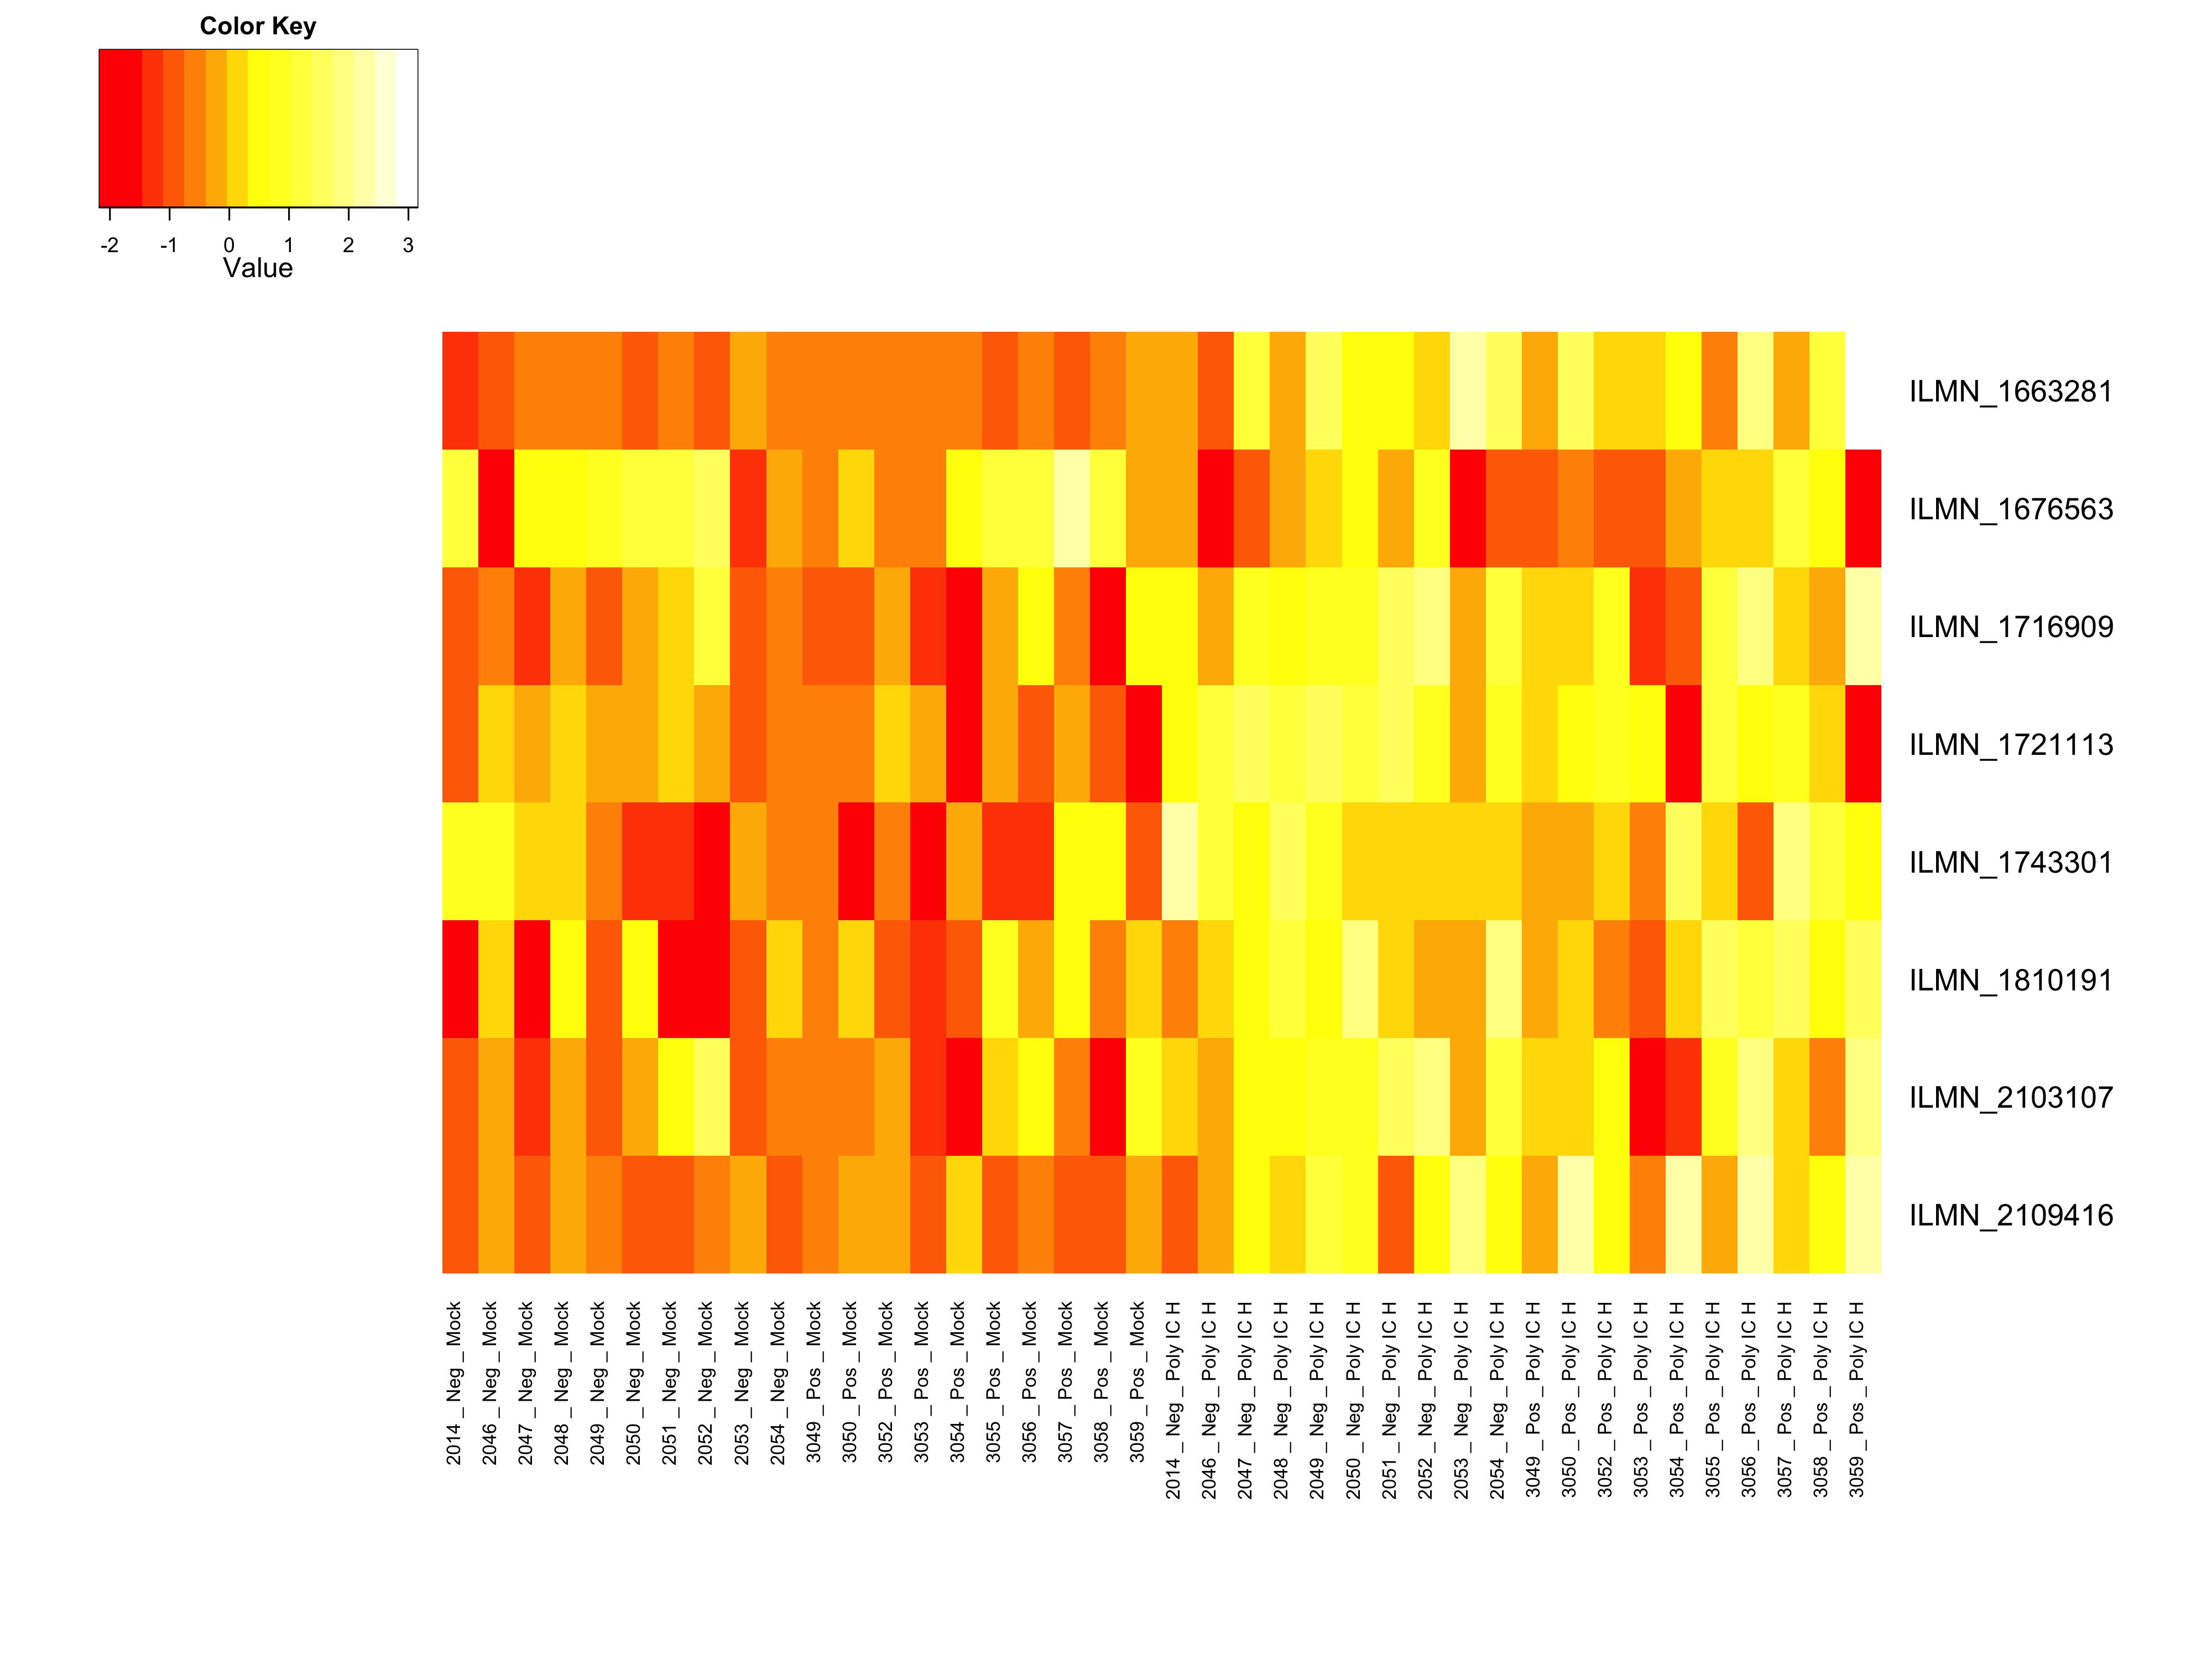 Color Key
-2 -1 0 1 2 3
Value
ILMN_1663281
ILMN_1676563
ILMN_1716909
ILMN_1721113
ILMN_1743301
ILMN_1810191
ILMN_2103107
ILMN_2109416
2014 _ Neg _ Mock
2046 _ Neg _ Mock
2047 _ Neg _ Mock
2048 _ Neg _ Mock
2049 _ Neg _ Mock
2050 _ Neg _ Mock
2051 _ Neg _ Mock
2052 _ Neg _ Mock
2053 _ Neg _ Mock
2054 _ Neg _ Mock
3049 _ Pos _ Mock
3050 _ Pos _ Mock
3052 _ Pos _ Mock
3053 _ Pos _ Mock
3054 _ Pos _ Mock
3055 _ Pos _ Mock
3056 _ Pos _ Mock
3057 _ Pos _ Mock
3058 _ Pos _ Mock
3059 _ Pos _ Mock
2014 _ Neg _ Poly IC H
2046 _ Neg _ Poly IC H
2047 _ Neg _ Poly IC H
2048 _ Neg _ Poly IC H
2049 _ Neg _ Poly IC H
2050 _ Neg _ Poly IC H
2051 _ Neg _ Poly IC H
2052 _ Neg _ Poly IC H
2053 _ Neg _ Poly IC H
2054 _ Neg _ Poly IC H
3049 _ Pos _ Poly IC H
3050 _ Pos _ Poly IC H
3052 _ Pos _ Poly IC H
3053 _ Pos _ Poly IC H
3054 _ Pos _ Poly IC H
3055 _ Pos _ Poly IC H
3056 _ Pos _ Poly IC H
3057 _ Pos _ Poly IC H
3058 _ Pos _ Poly IC H
3059 _ Pos _ Poly IC H